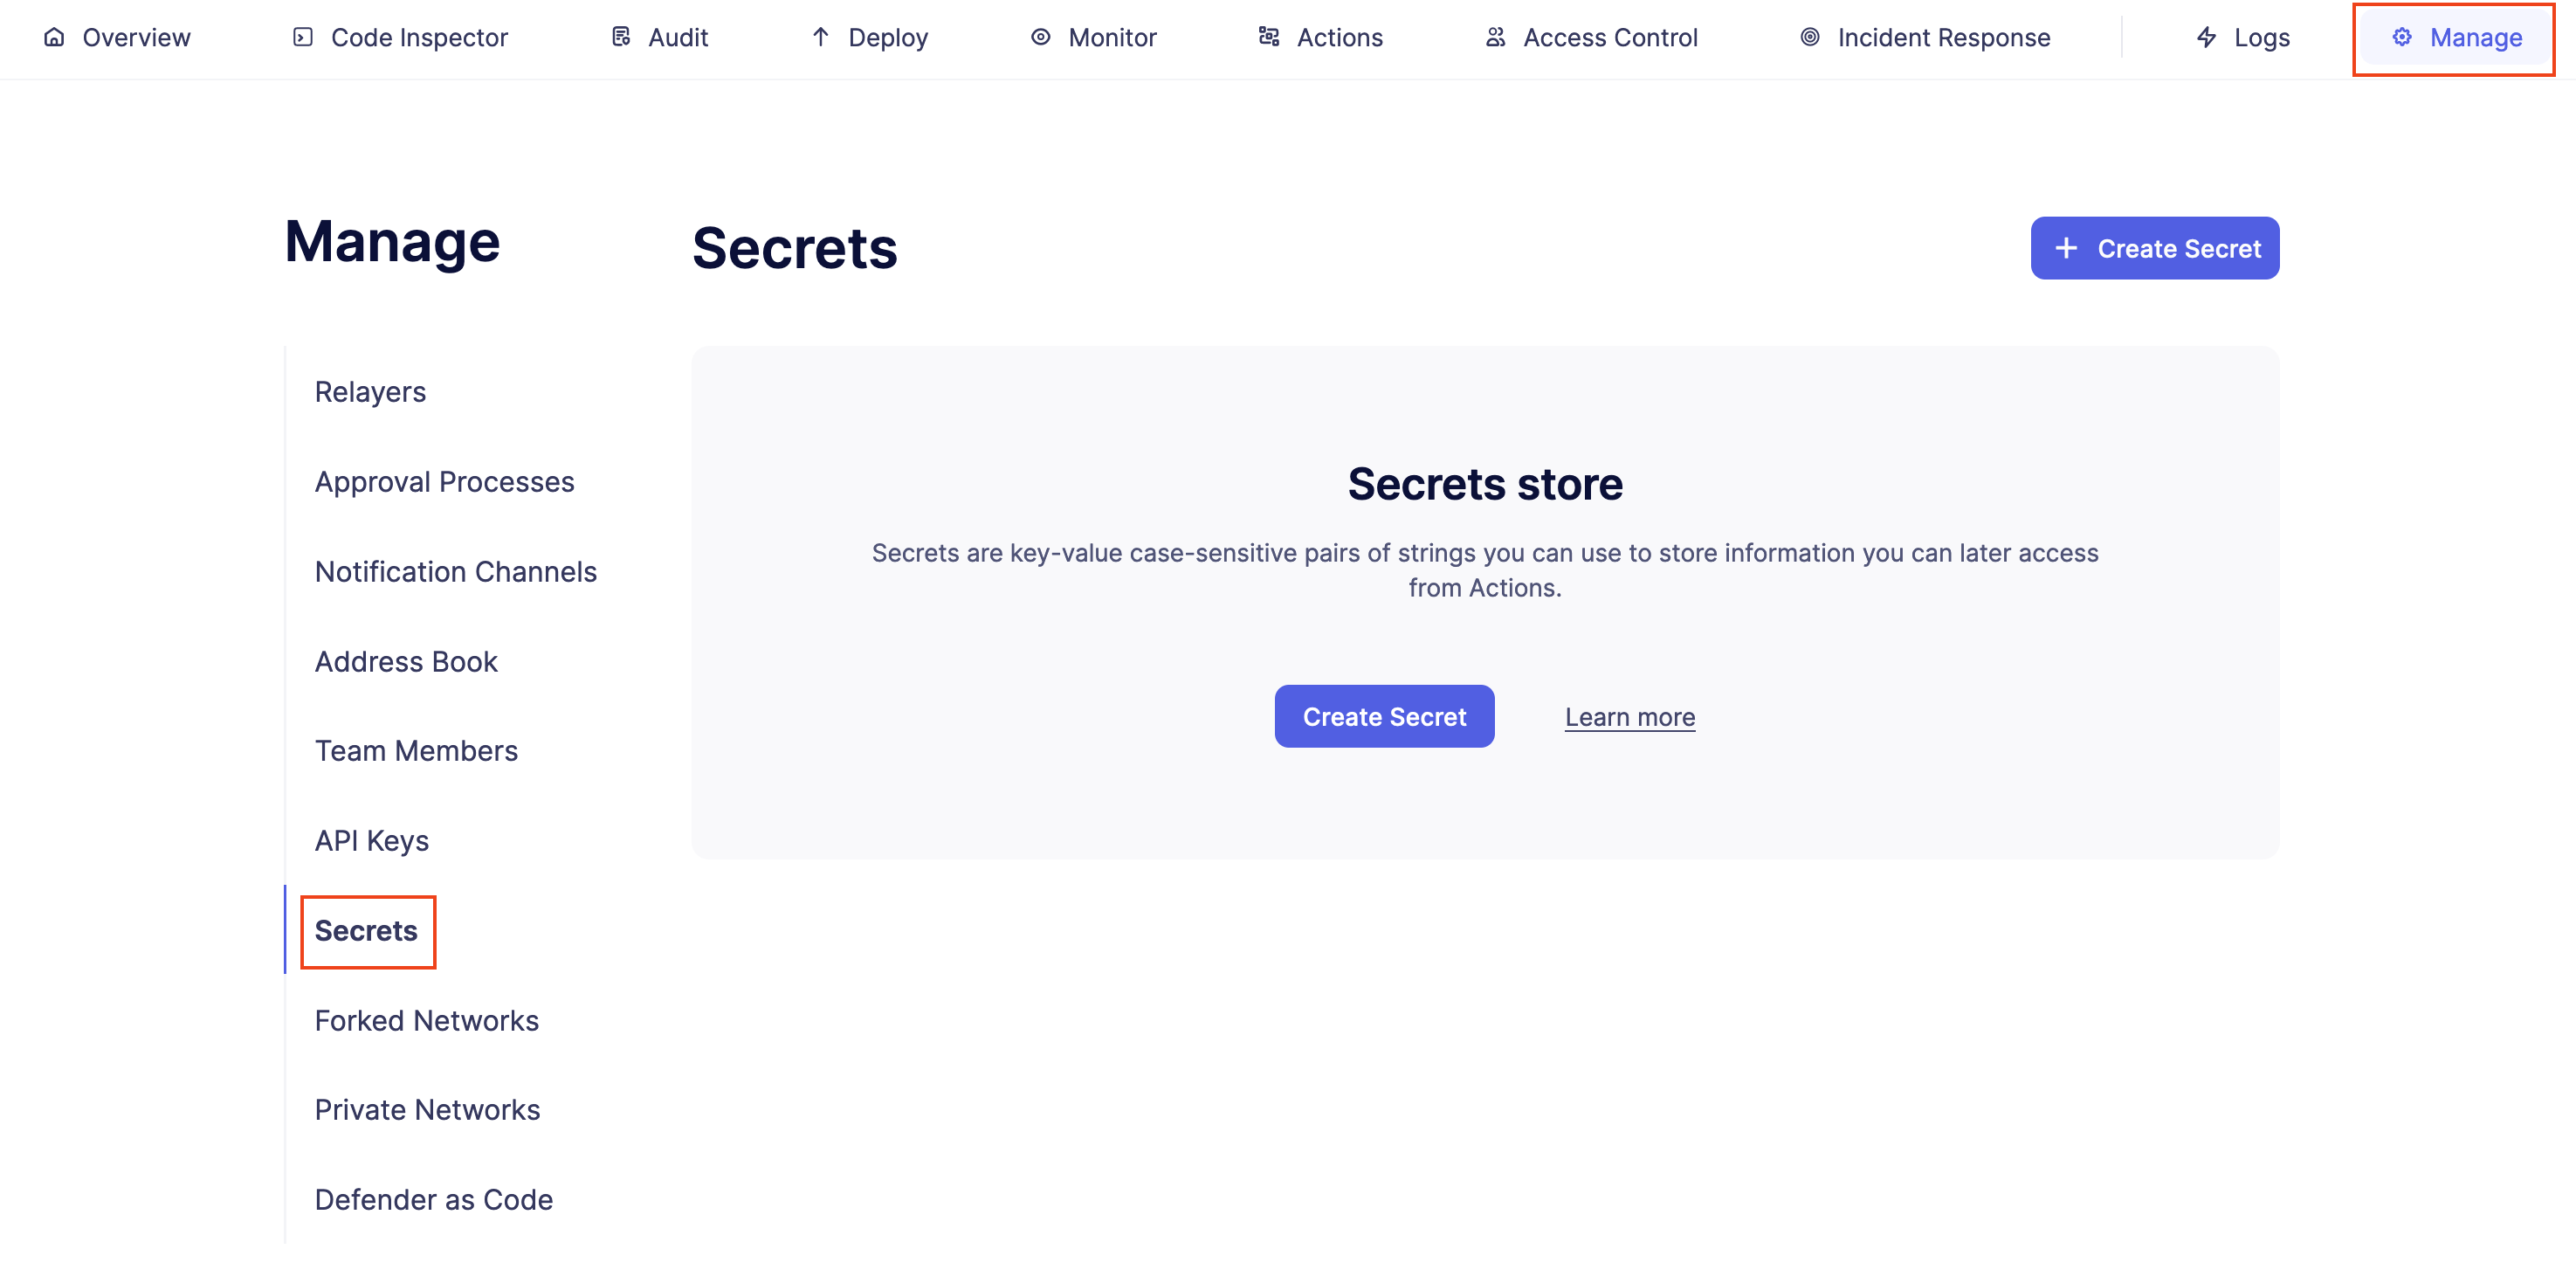 Overview
Code Inspector
Audit
Deploy
Monitor
Actions
Access Control
Incident Response
Logs
Manage
Manage
Relayers
Approval Processes
Notification Channels
Address Book
Team Members
API Keys
Secrets
Forked Networks
Private Networks
Defender as Code
Secrets
+ Create Secret
Secrets store
Secrets are key-value case-sensitive pairs of strings you can use to store information you can later access
from Actions.
Create Secret
Learn more